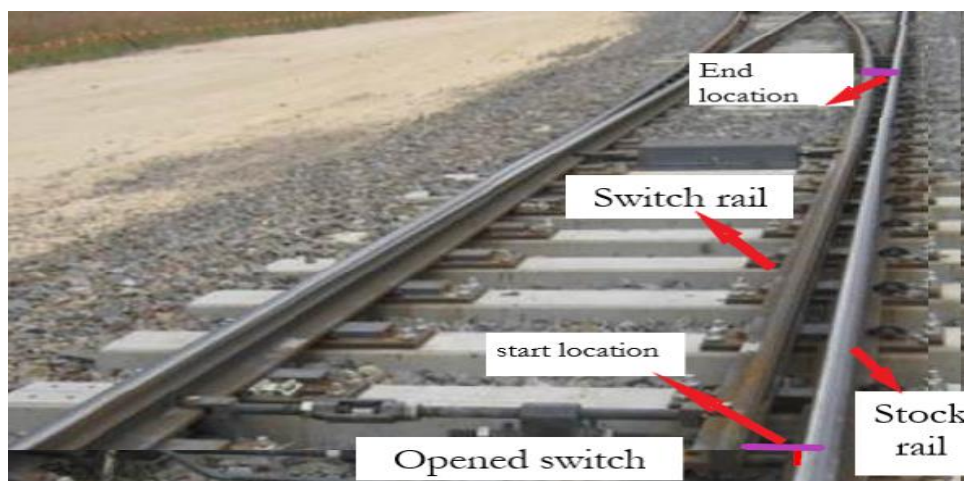 End
location
Switch rail
start location
Stock
rail
Opened switch